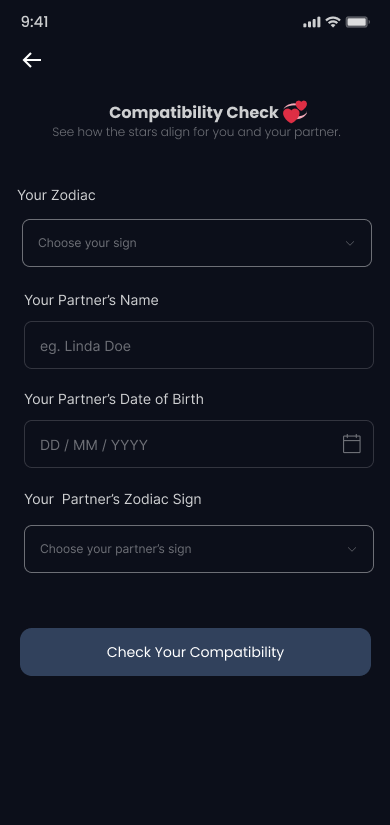 9:41
Compatibility Check 💞
See how the stars align for you and your partner.
Your Zodiac
Choose your sign
Your Partner's Name
eg. Linda Doe
Your Partner's Date of Birth
DD / MM / YYYY
Your  Partner's Zodiac Sign
Choose your partner's sign
Check Your Compatibility